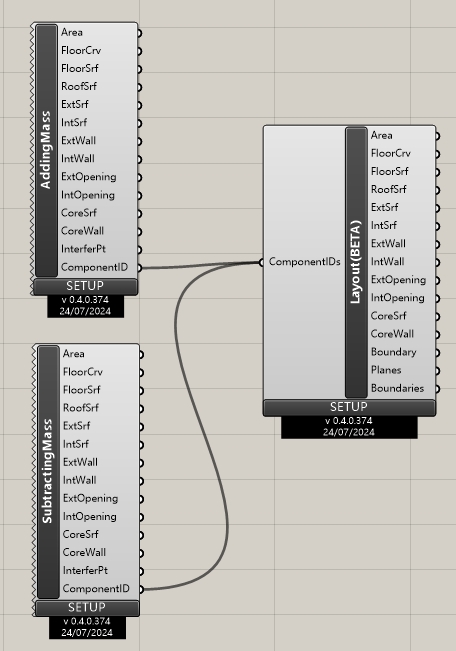 AddingMass
Area
FloorCrv
FloorSrf
RoofSrf
ExtSrf
IntSrf
ExtWall
IntWall
ExtOpening
IntOpening
CoreSrf
CoreWall
InterferPt
ComponentID
SETUP
v 0.4.0.374
24/07/2024
SubtractingMass
Area
FloorCrv
FloorSrf
RoofSrf
ExtSrf
IntSrf
ExtWall
IntWall
ExtOpening
IntOpening
CoreSrf
CoreWall
InterferPt
ComponentID
SETUP
v 0.4.0.374
24/07/2024
ComponentIDs
Layout(BETA)
Area
FloorCrv
FloorSrf
RoofSrf
ExtSrf
IntSrf
ExtWall
IntWall
ExtOpening
IntOpening
CoreSrf
CoreWall
Boundary
Planes
Boundaries
SETUP
v 0.4.0.374
24/07/2024